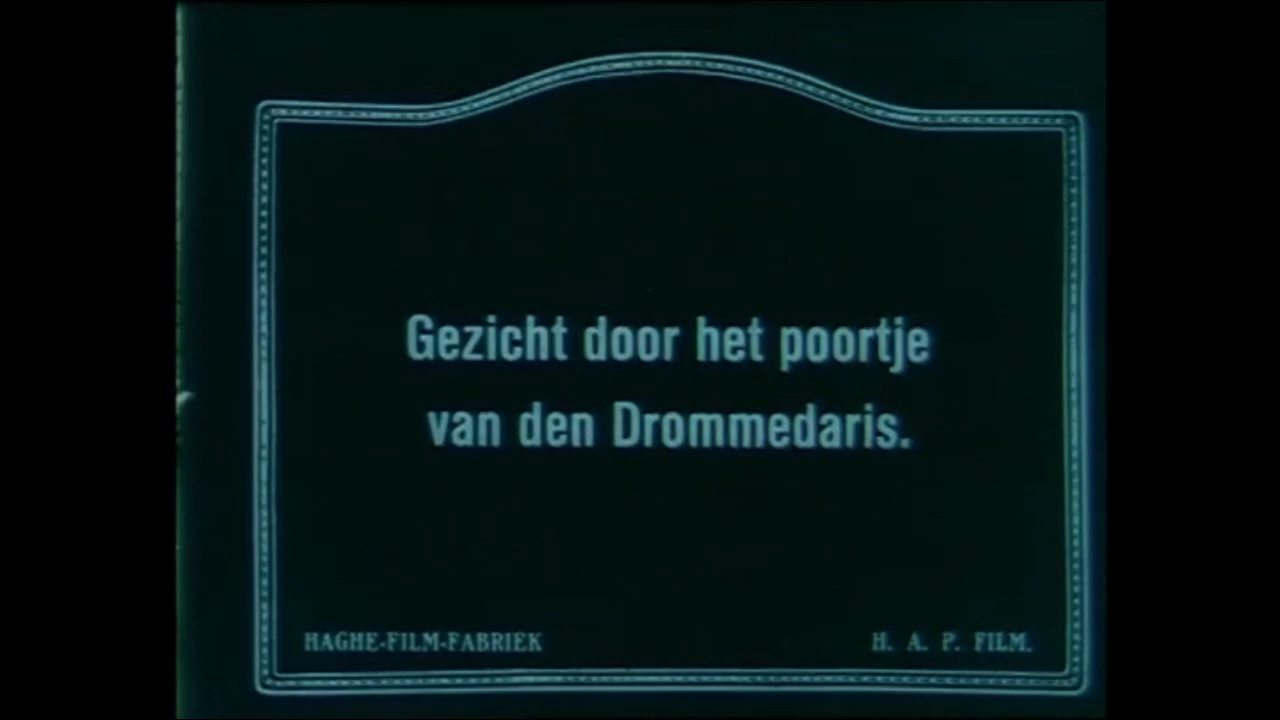 Gezicht door het poortje
van den Drommedaris.
HAGHE-FILM-FABRIEK
H. A. P. FILM.